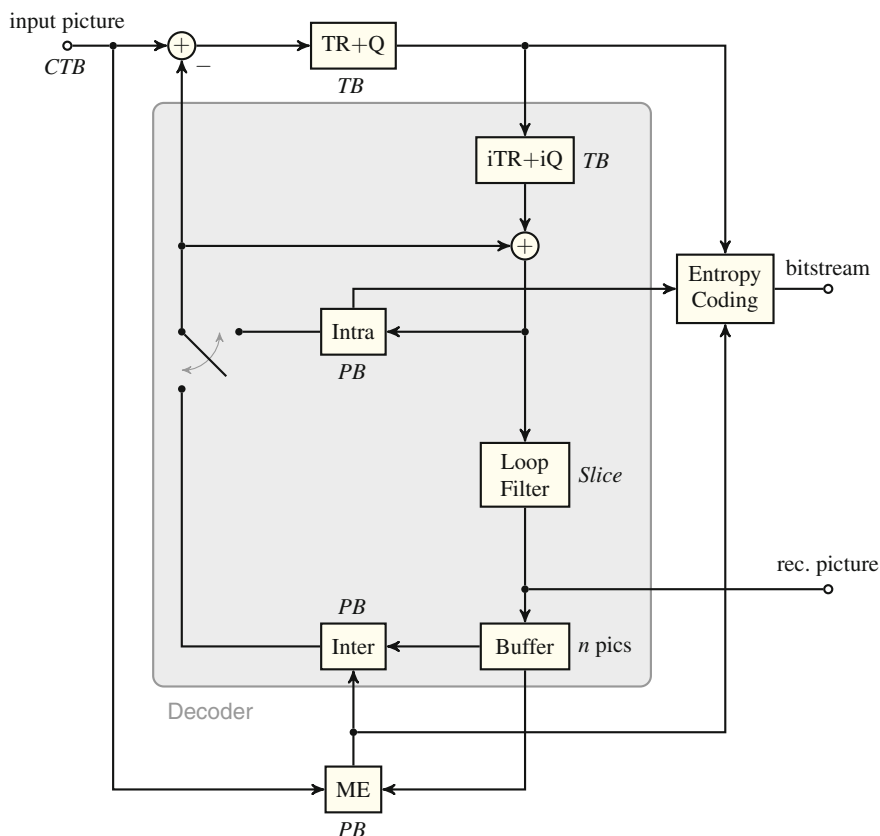 input picture
CTB
+
−
TR+Q
TB
iTR+iQ
TB
+
Entropy
Coding
bitstream
Intra
PB
Loop
Filter
Slice
rec. picture
PB
Inter
Buffer
n pics
Decoder
ME
PB